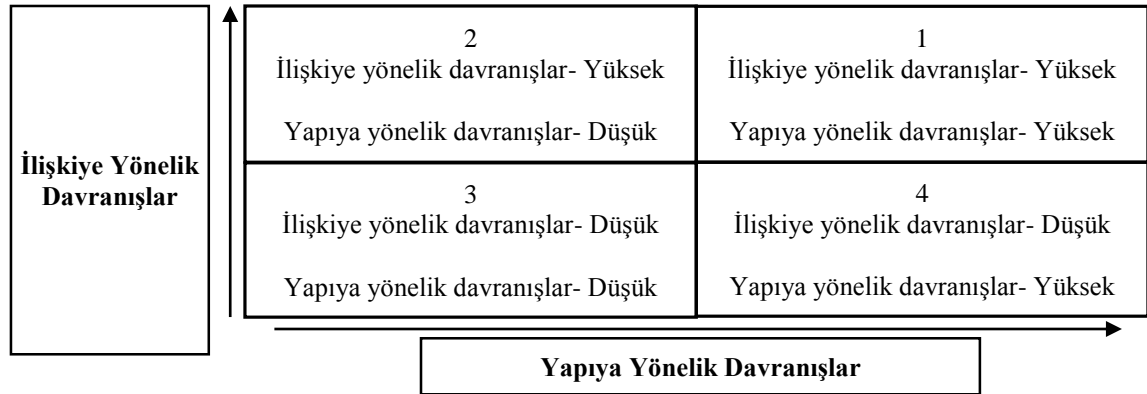 İlişkiye Yönelik
Davranışlar
2
İlişkiye yönelik davranışlar- Yüksek
Yapıya yönelik davranışlar- Düşük
1
İlişkiye yönelik davranışlar- Yüksek
Yapıya yönelik davranışlar- Yüksek
3
İlişkiye yönelik davranışlar- Düşük
Yapıya yönelik davranışlar- Düşük
4
İlişkiye yönelik davranışlar- Düşük
Yapıya yönelik davranışlar- Yüksek
Yapıya Yönelik Davranışlar